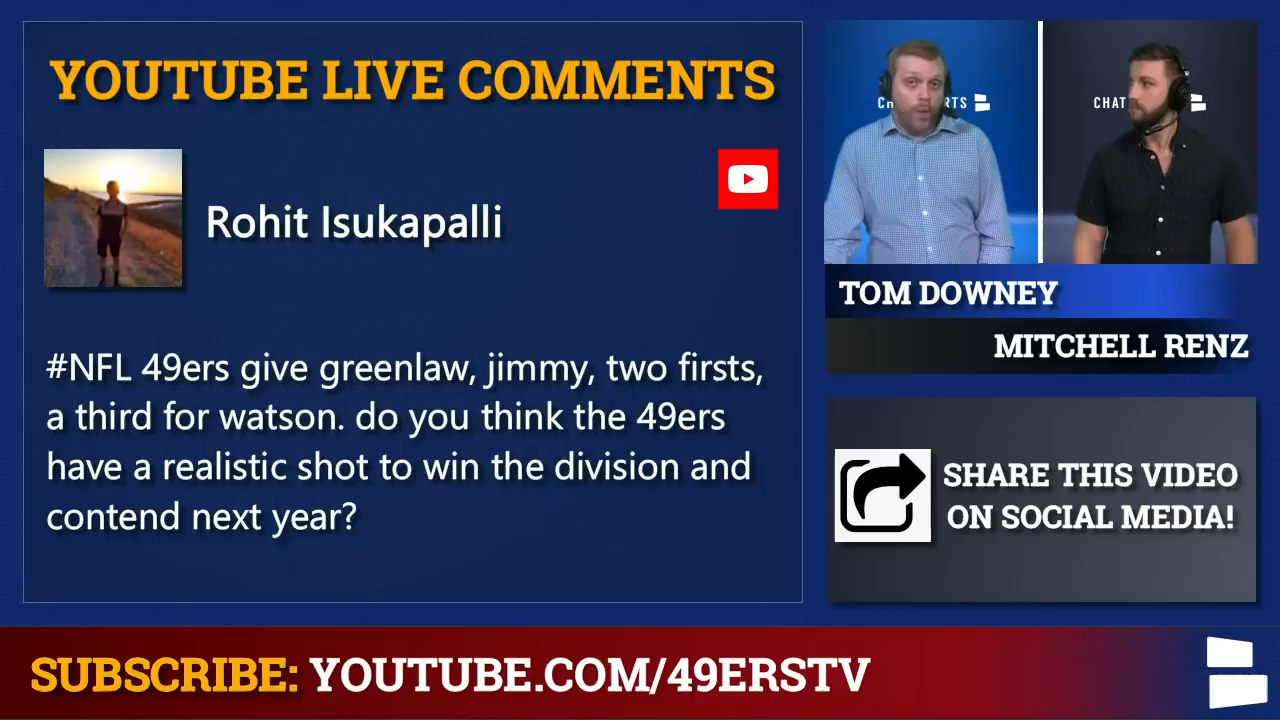 YOUTUBE LIVE COMMENTS
Rohit Isukapalli
#NFL 49ers give greenlaw, jimmy, two firsts,
a third for watson. do you think the 49ers
have a realistic shot to win the division and
contend next year?
CHAT
TOM DOWNEY
MITCHELL RENZ
SHARE THIS VIDEO
ON SOCIAL MEDIA!
SUBSCRIBE: YOUTUBE.COM/49ERSTV